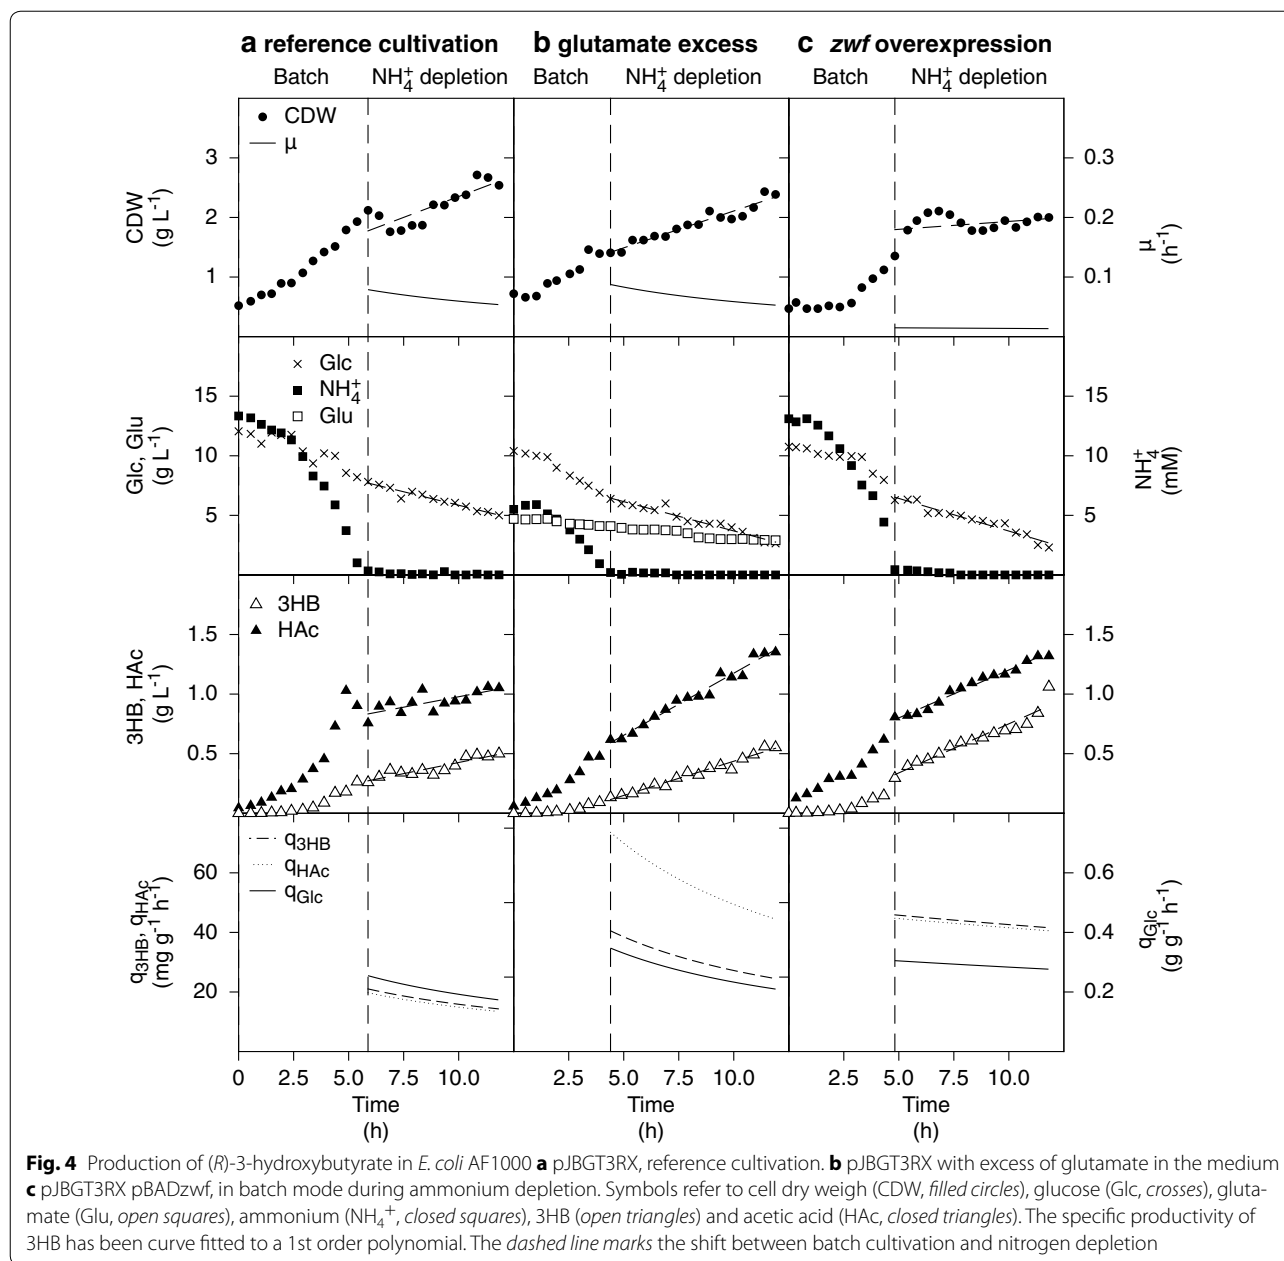 a reference cultivation b glutamate excess c zwf overexpression
Batch NH₄⁺ depletion Batch NH₄⁺ depletion Batch NH₄⁺ depletion
CDW
μ
3
2
1
CDW
(g L⁻¹)
0.3
0.2
0.1
μ
(h⁻¹)
Glc
NH₄⁺
Glu
15
10
5
Glc, Glu
(g L⁻¹)
15
10
5
NH₄⁺
(mM)
3HB
HAc
1.5
1.0
0.5
3HB, HAc
(g L⁻¹)
1.5
1.0
0.5
q3HB
qHAc
qGlc
60
40
20
q3HB, qHAc
(mg g⁻¹ h⁻¹)
0.6
0.4
0.2
qGlc
(g g⁻¹ h⁻¹)
0 2.5 5.0 7.5 10.0 2.5 5.0 7.5 10.0 2.5 5.0 7.5 10.0
Time Time Time
(h) (h) (h)
Fig. 4 Production of (R)-3-hydroxybutyrate in E. coli AF1000 a pJBGT3RX, reference cultivation. b pJBGT3RX with excess of glutamate in the medium
c pJBGT3RX pBADzwf, in batch mode during ammonium depletion. Symbols refer to cell dry weigh (CDW, filled circles), glucose (Glc, crosses), gluta-
mate (Glu, open squares), ammonium (NH₄⁺, closed squares), 3HB (open triangles) and acetic acid (HAc, closed triangles). The specific productivity of
3HB has been curve fitted to a 1st order polynomial. The dashed line marks the shift between batch cultivation and nitrogen depletion